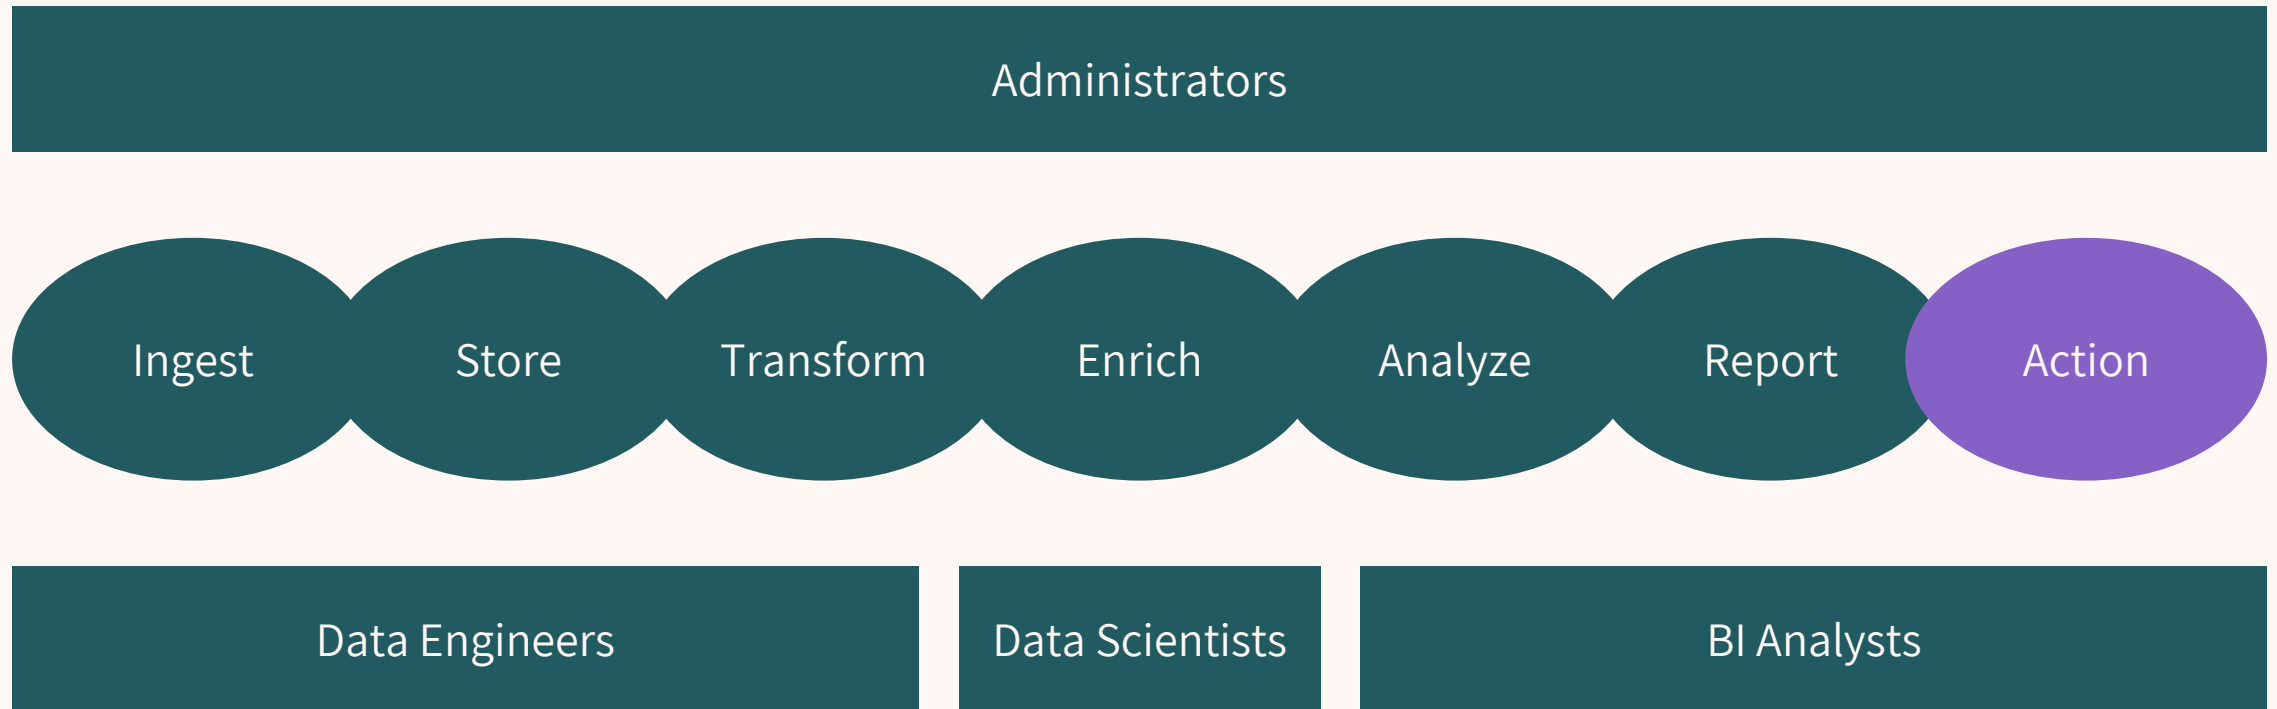 Administrators
Ingest Store Transform Enrich Analyze Report Action
Data Engineers Data Scientists BI Analysts